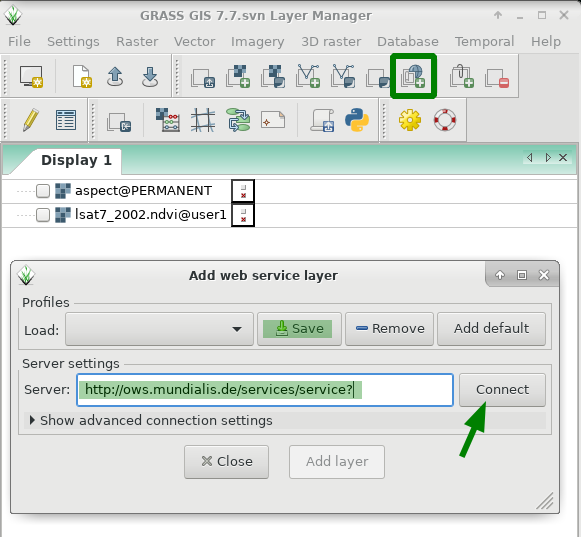 GRASS GIS 7.7.svn Layer Manager
File Settings Raster Vector Imagery 3D raster Database Temporal Help
Display 1
aspect@PERMANENT
lsat7_2002.ndvi@user1
Add web service layer
Profiles
Load: Save Remove Add default
Server settings
Server: http://ows.mundialis.de/services/service? Connect
Show advanced connection settings
Close Add layer